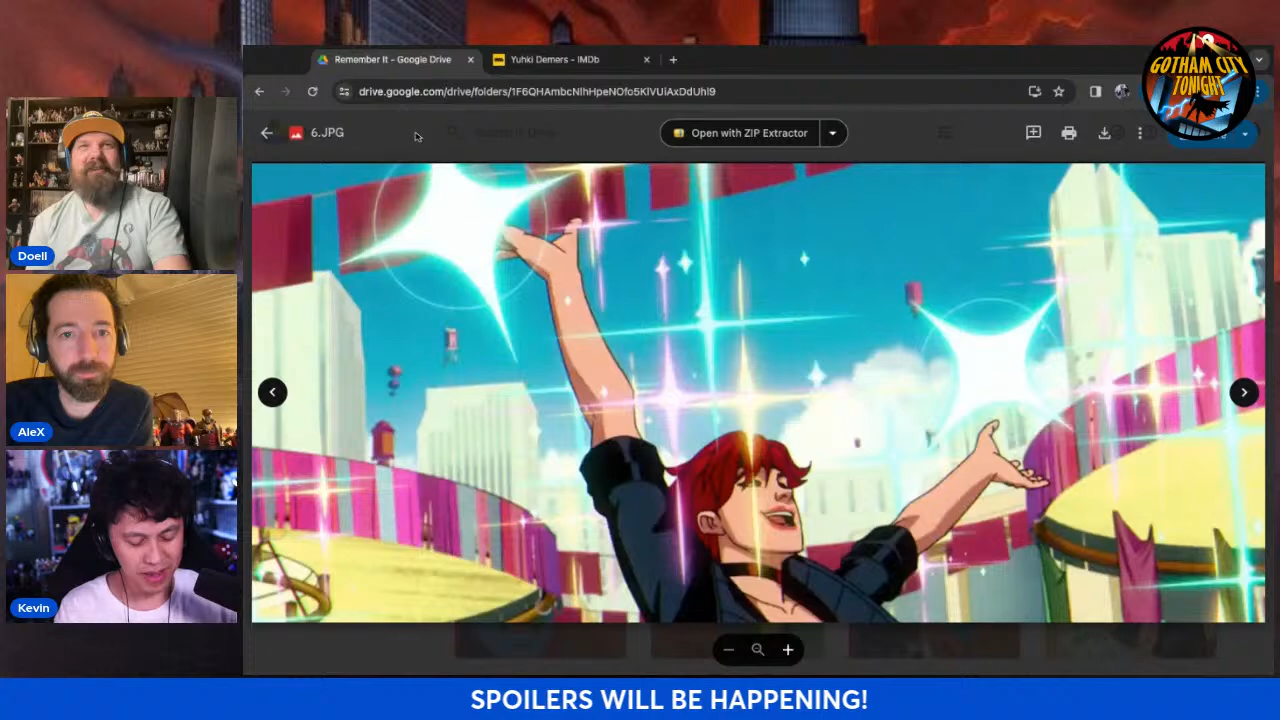 Remember It - Google Drive
Yuhki Demers - IMDb
drive.google.com/drive/folders/1F6QHAmbcNlhHpeNOfo5KlVUiAxDdUhl9
GOTHAM CITY
TONIGHT
6.JPG
Open with ZIP Extractor
Doell
AleX
Kevin
SPOILERS WILL BE HAPPENING!